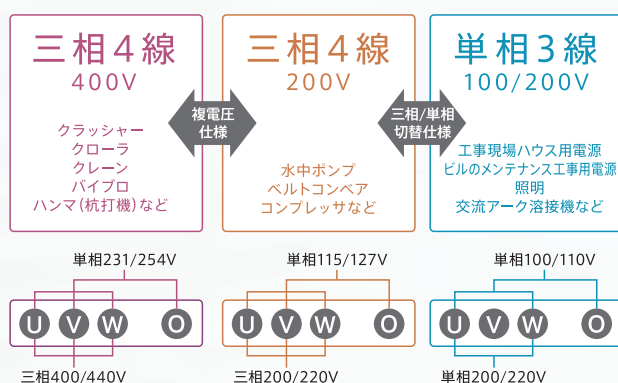 三相4線
400V
クラッシャー
クローラ
クレーン
バイブロ
ハンマ(杭打機)など
複電圧
仕様
三相4線
200V
水中ポンプ
ベルトコンベア
コンプレッサなど
三相/単相
切替仕様
単相3線
100/200V
工事現場ハウス用電源
ビルのメンテナンス工事用電源
照明
交流アーク溶接機など
単相231/254V
U V W O
三相400/440V
単相115/127V
U V W O
三相200/220V
単相100/110V
U V W O
単相200/220V